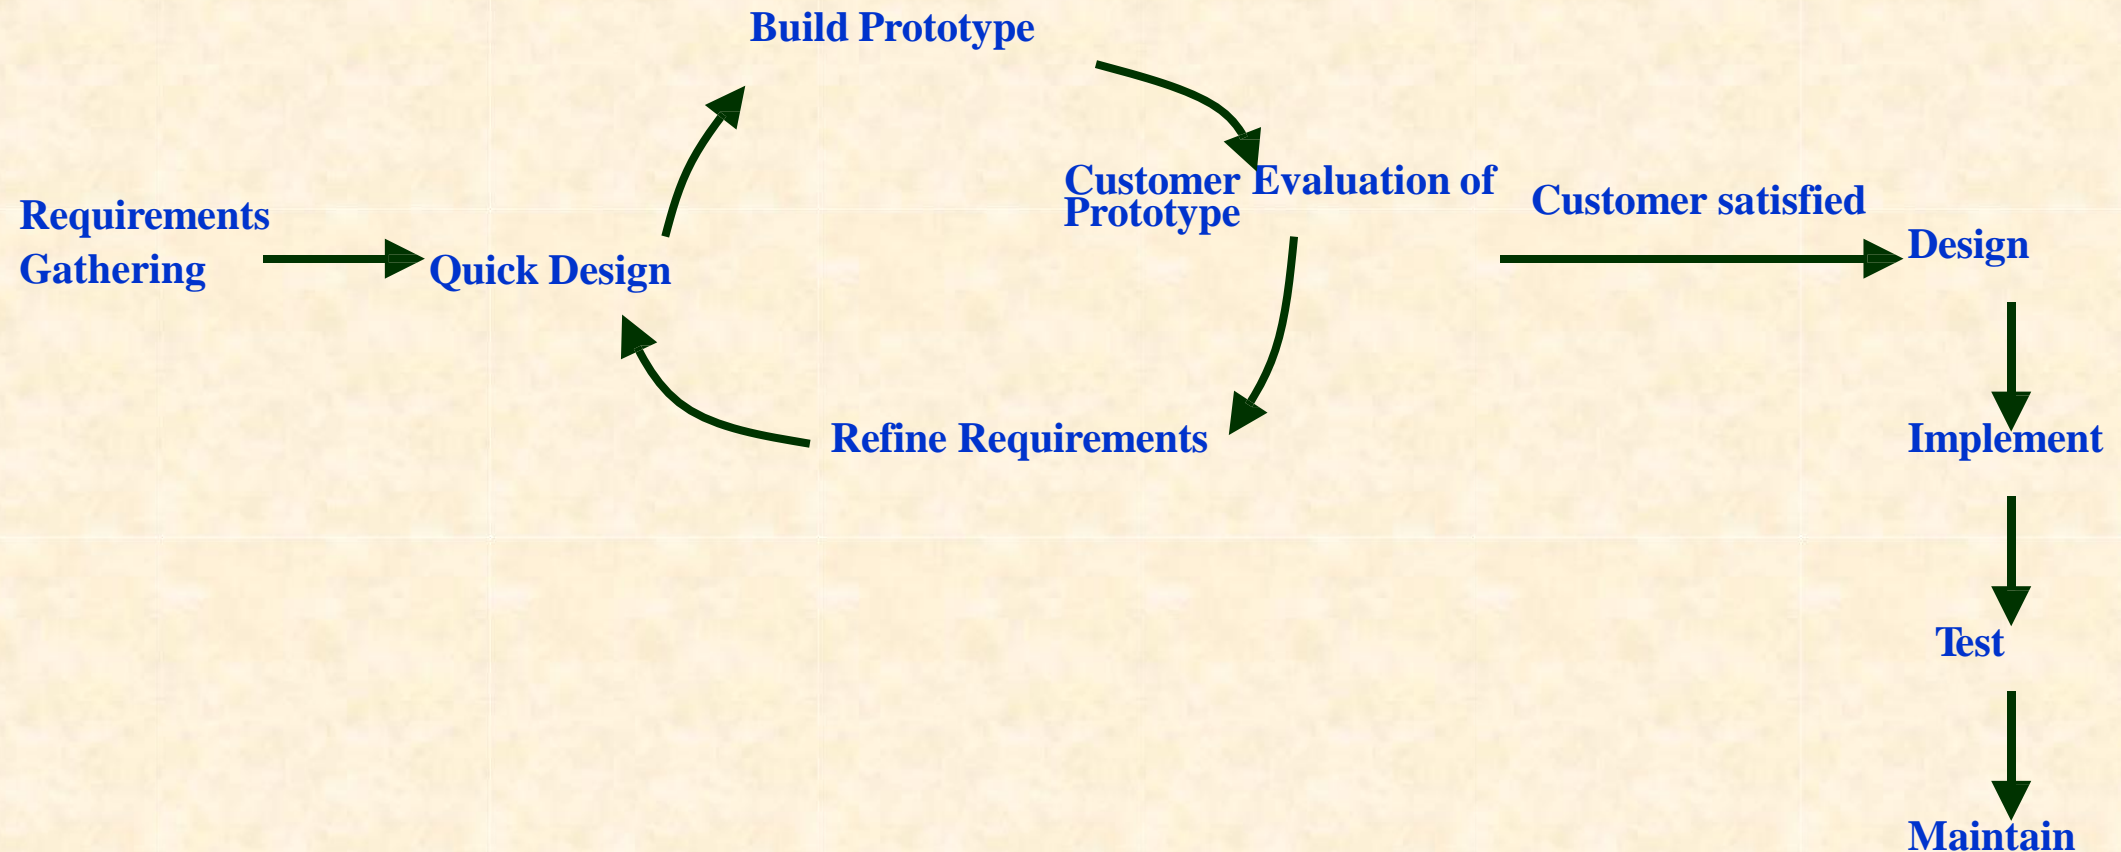 Build Prototype
Customer Evaluation of
Prototype
Customer satisfied
Requirements
Gathering
Quick Design
Design
Refine Requirements
Implement
Test
Maintain